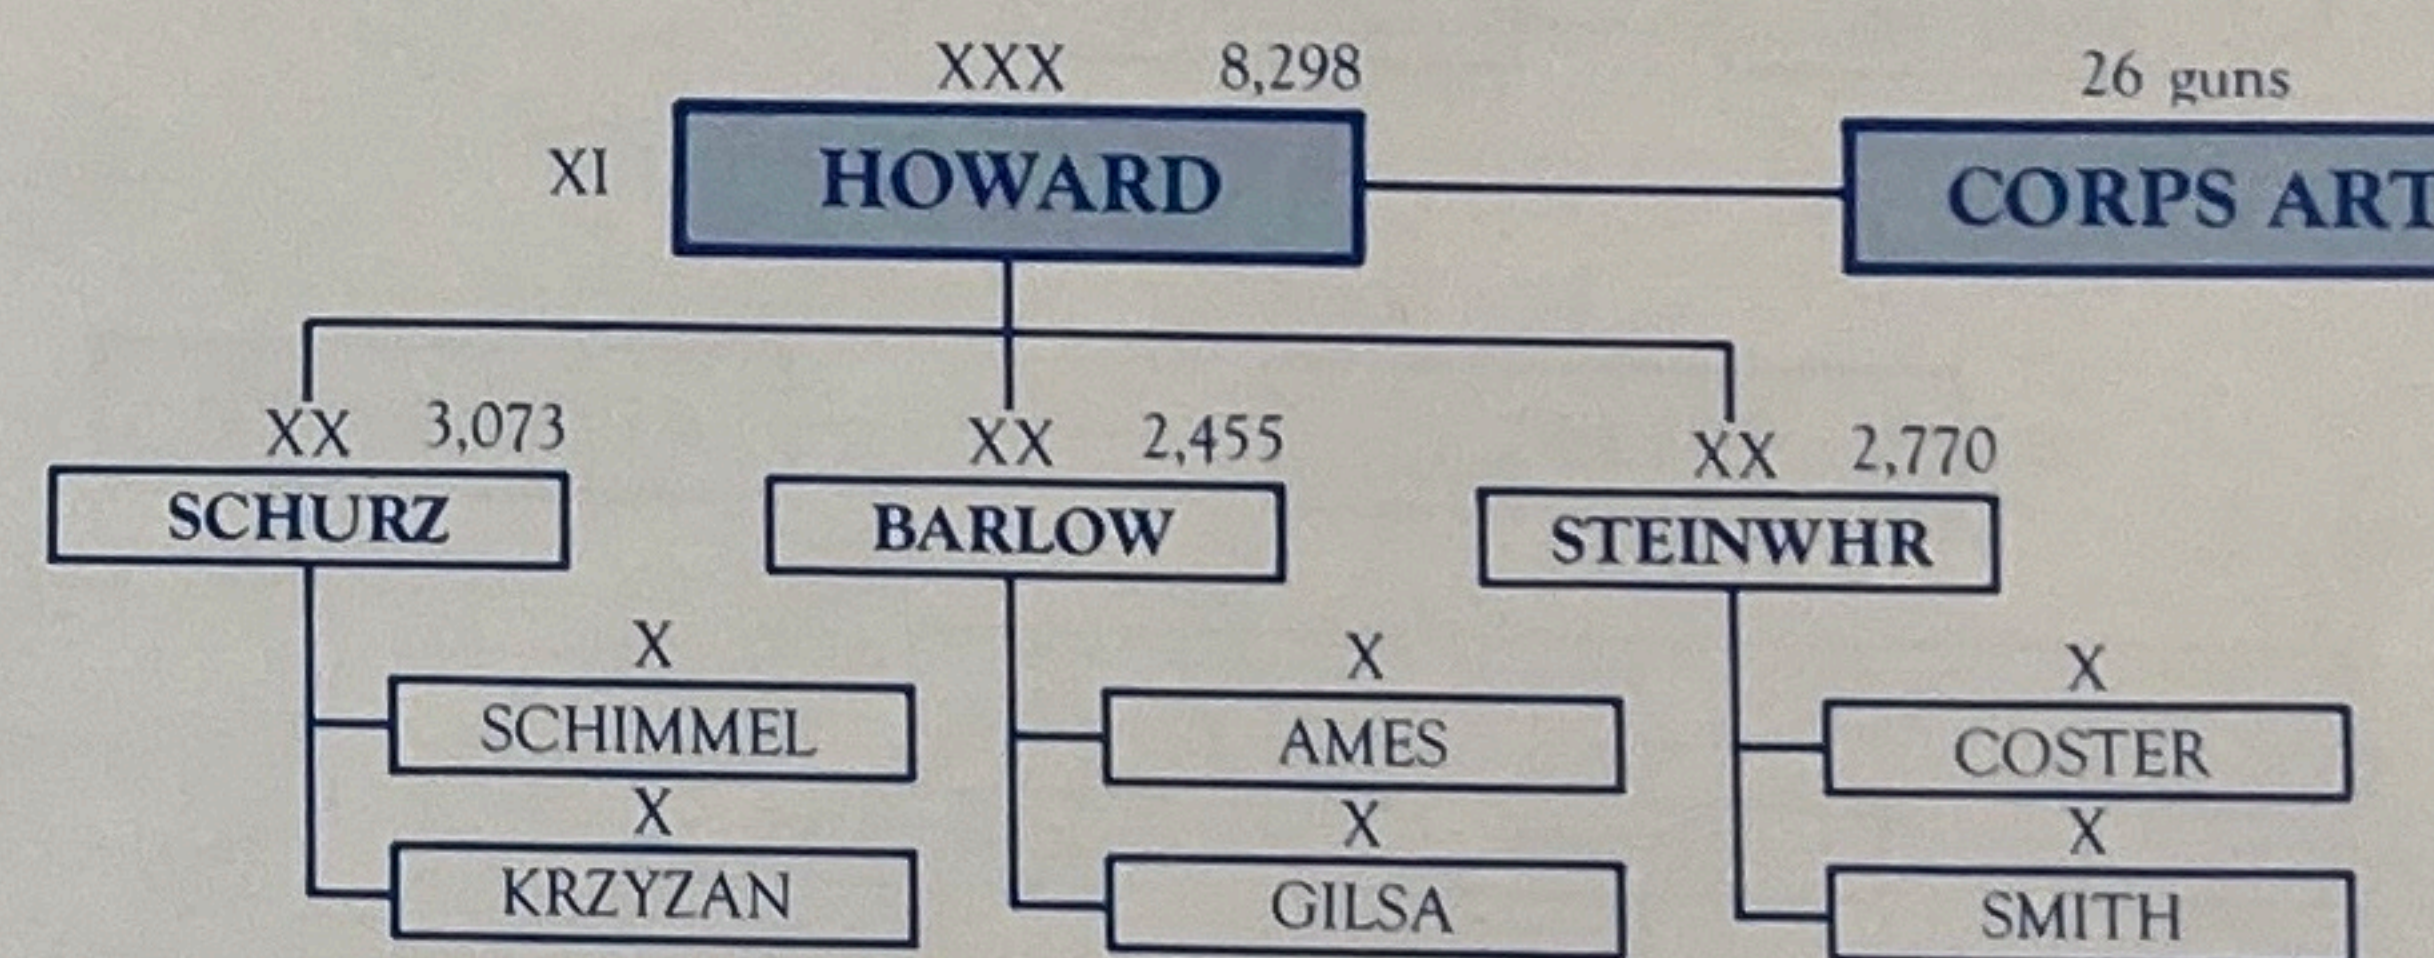 XXX 8,298
26 guns
XI
HOWARD
CORPS ART
XX 3,073
XX 2,455
XX 2,770
SCHURZ
BARLOW
STEINWHR
X
X
X
SCHIMMEL
AMES
COSTER
X
X
X
KRZYZAN
GILSA
SMITH